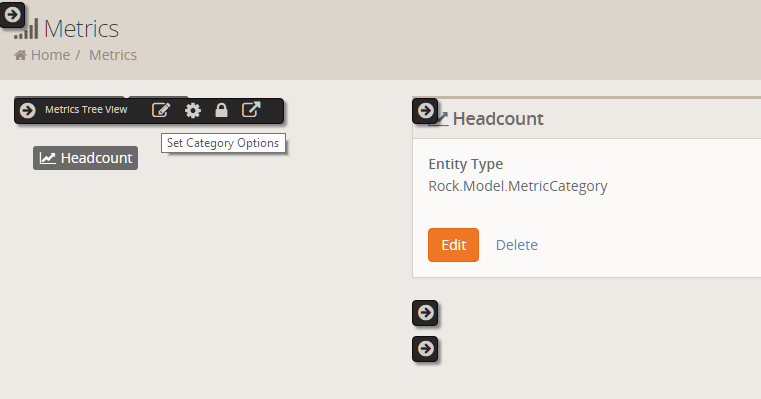 Metrics
Home / Metrics
Metrics Tree View
Set Category Options
Headcount
Headcount
Entity Type
Rock.Model.MetricCategory
Edit Delete